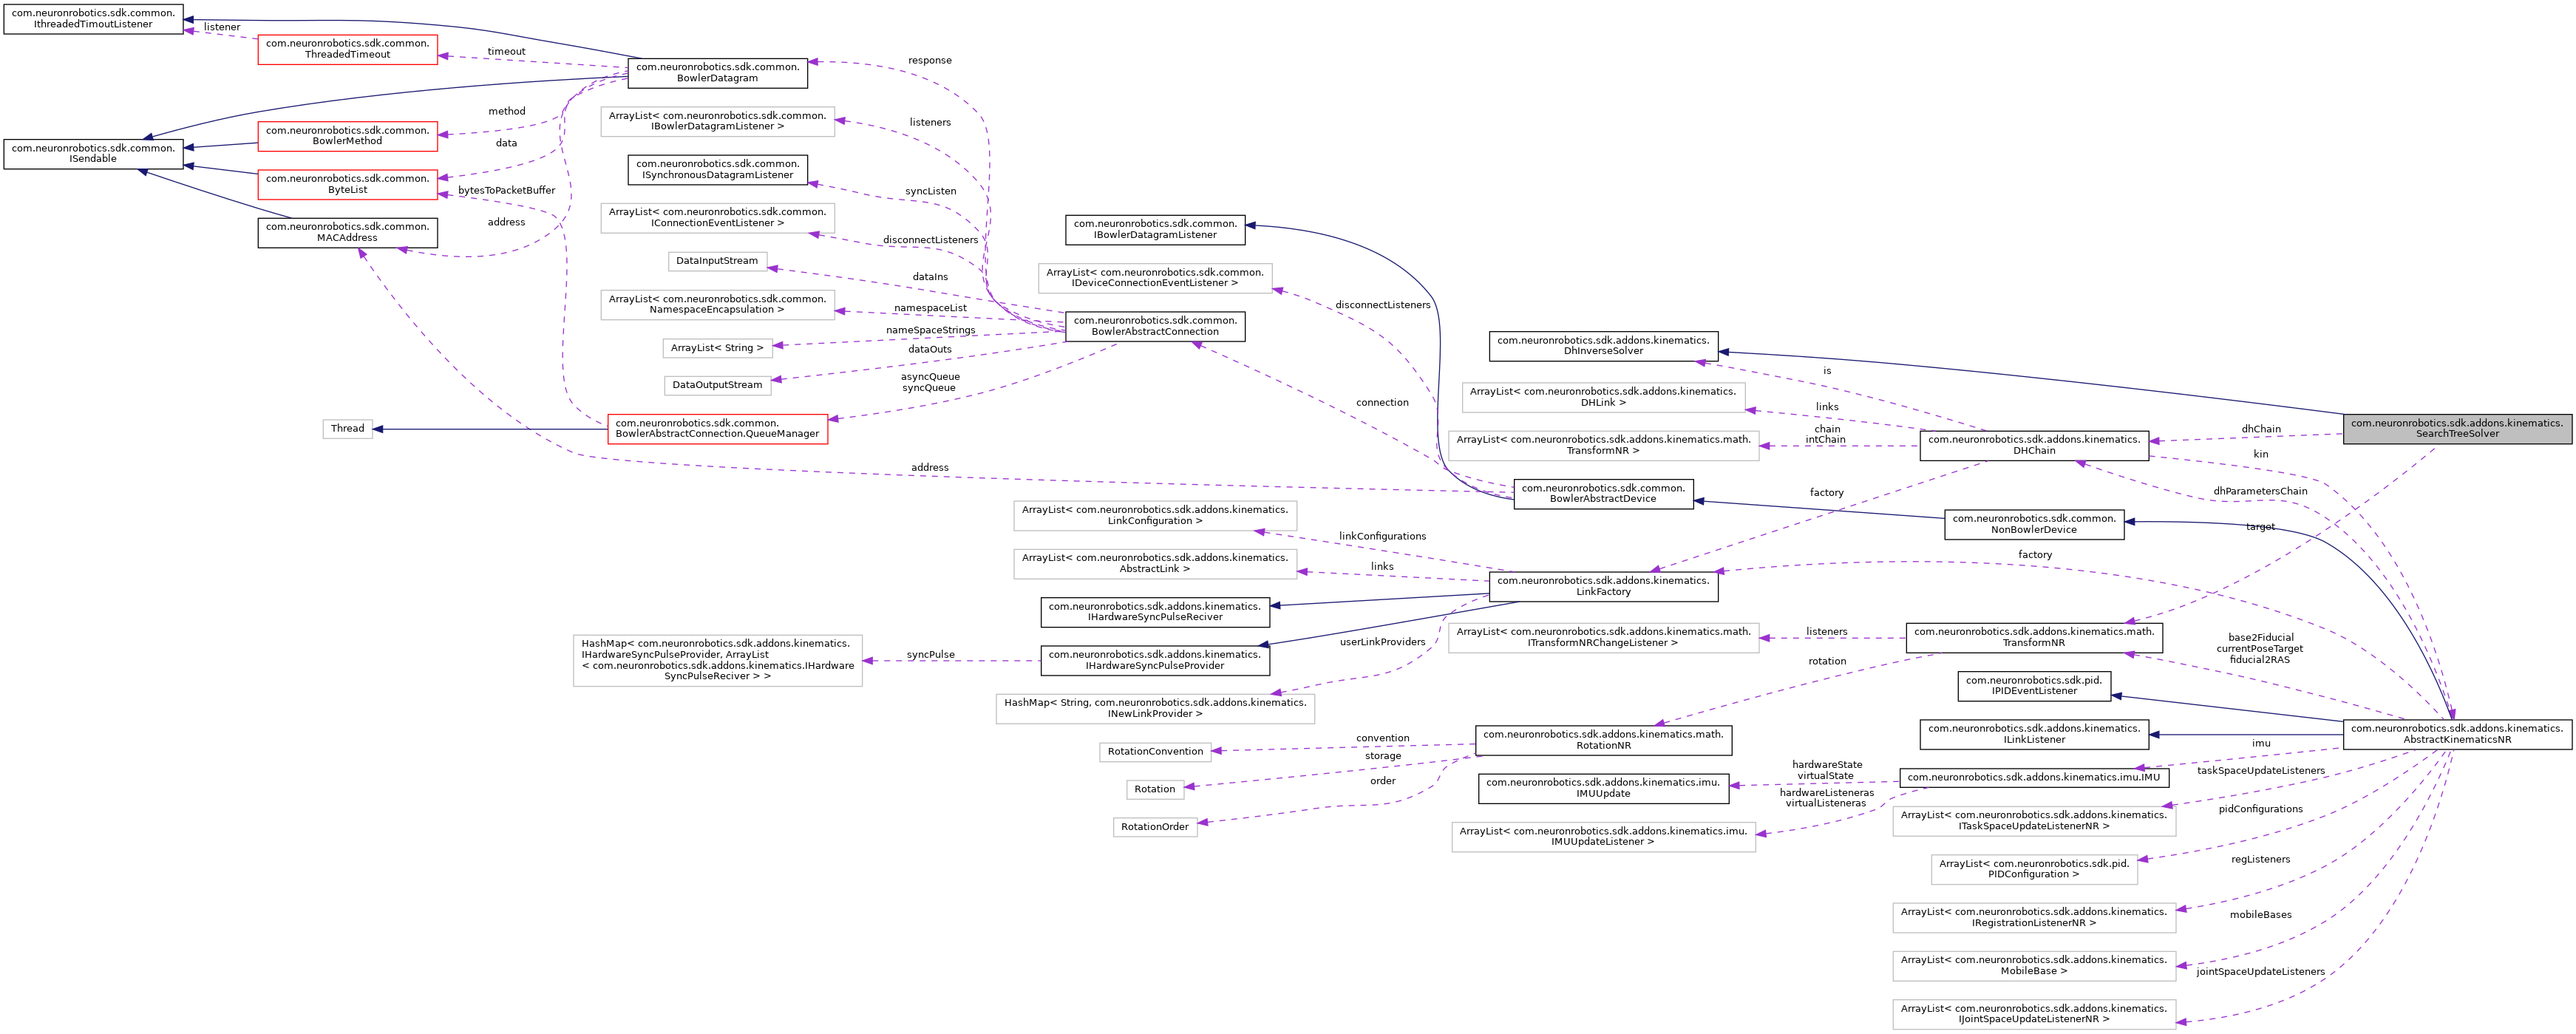 com.neuronrobotics.sdk.common.
IthreadedTimoutListener
listener
com.neuronrobotics.sdk.common.
ThreadedTimeout
timeout
com.neuronrobotics.sdk.common.
BowlerDatagram
response
method
com.neuronrobotics.sdk.common.
BowlerMethod
data
com.neuronrobotics.sdk.common.
ISendable
com.neuronrobotics.sdk.common.
ByteList
bytesToPacketBuffer
address
com.neuronrobotics.sdk.common.
MACAddress
ArrayList< com.neuronrobotics.sdk.common.
IBowlerDatagramListener >
listeners
com.neuronrobotics.sdk.common.
ISynchronousDatagramListener
syncListen
ArrayList< com.neuronrobotics.sdk.common.
IConnectionEventListener >
disconnectListeners
DataInputStream
dataIns
ArrayList< com.neuronrobotics.sdk.common.
NamespaceEncapsulation >
namespaceList
nameSpaceStrings
ArrayList< String >
dataOuts
DataOutputStream
asyncQueue
syncQueue
Thread
com.neuronrobotics.sdk.common.
BowlerAbstractConnection.QueueManager
address
com.neuronrobotics.sdk.common.
IBowlerDatagramListener
ArrayList< com.neuronrobotics.sdk.common.
IDeviceConnectionEventListener >
disconnectListeners
com.neuronrobotics.sdk.common.
BowlerAbstractConnection
connection
com.neuronrobotics.sdk.addons.kinematics.
DhInverseSolver
is
ArrayList< com.neuronrobotics.sdk.addons.kinematics.
DHLink >
links
chain
intChain
ArrayList< com.neuronrobotics.sdk.addons.kinematics.math.
TransformNR >
com.neuronrobotics.sdk.addons.kinematics.
DHChain
dhChain
com.neuronrobotics.sdk.addons.kinematics.
SearchTreeSolver
kin
dhParametersChain
target
factory
com.neuronrobotics.sdk.common.
BowlerAbstractDevice
com.neuronrobotics.sdk.common.
NonBowlerDevice
ArrayList< com.neuronrobotics.sdk.addons.kinematics.
LinkConfiguration >
linkConfigurations
factory
ArrayList< com.neuronrobotics.sdk.addons.kinematics.
AbstractLink >
links
com.neuronrobotics.sdk.addons.kinematics.
LinkFactory
com.neuronrobotics.sdk.addons.kinematics.
IHardwareSyncPulseReciver
userLinkProviders
HashMap< com.neuronrobotics.sdk.addons.kinematics.
IHardwareSyncPulseProvider, ArrayList
< com.neuronrobotics.sdk.addons.kinematics.IHardware
SyncPulseReciver > >
syncPulse
com.neuronrobotics.sdk.addons.kinematics.
IHardwareSyncPulseProvider
HashMap< String, com.neuronrobotics.sdk.addons.kinematics.
INewLinkProvider >
ArrayList< com.neuronrobotics.sdk.addons.kinematics.math.
ITransformNRChangeListener >
listeners
com.neuronrobotics.sdk.addons.kinematics.math.
TransformNR
base2Fiducial
currentPoseTarget
fiducial2RAS
rotation
com.neuronrobotics.sdk.pid.
IPIDEventListener
com.neuronrobotics.sdk.addons.kinematics.
ILinkListener
com.neuronrobotics.sdk.addons.kinematics.
AbstractKinematicsNR
RotationConvention
convention
com.neuronrobotics.sdk.addons.kinematics.math.
RotationNR
storage
Rotation
order
RotationOrder
com.neuronrobotics.sdk.addons.kinematics.imu.
IMUUpdate
hardwareState
virtualState
com.neuronrobotics.sdk.addons.kinematics.imu.IMU
imu
hardwareListeneras
virtualListeneras
ArrayList< com.neuronrobotics.sdk.addons.kinematics.imu.
IMUUpdateListener >
taskSpaceUpdateListeners
ArrayList< com.neuronrobotics.sdk.addons.kinematics.
ITaskSpaceUpdateListenerNR >
pidConfigurations
ArrayList< com.neuronrobotics.sdk.pid.
PIDConfiguration >
regListeners
ArrayList< com.neuronrobotics.sdk.addons.kinematics.
IRegistrationListenerNR >
mobileBases
ArrayList< com.neuronrobotics.sdk.addons.kinematics.
MobileBase >
jointSpaceUpdateListeners
ArrayList< com.neuronrobotics.sdk.addons.kinematics.
IJointSpaceUpdateListenerNR >